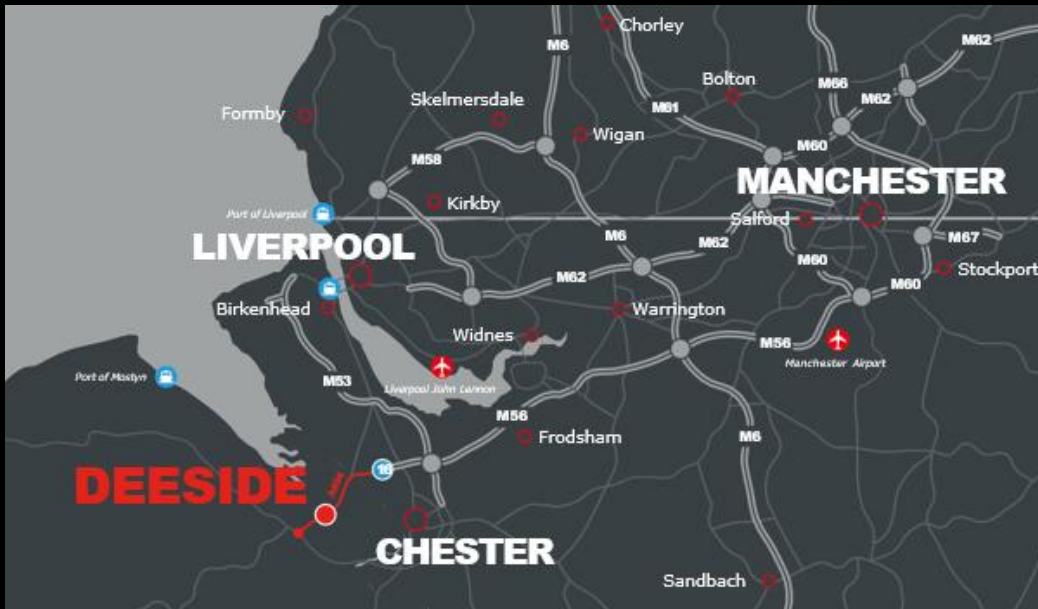 Chorley
M6
M62
Bolton
M66
Skelmersdale
M62
Formby
M61
Wigan
M60
M58
MANCHESTER
Kirkby
Port of Liverpool
Salford
M6
M67
LIVERPOOL
M62
M60
Stockport
M62
M60
Birkenhead
Warrington
Widnes
M56
Manchester Airport
Port of Mostyn
M53
Liverpool John Lennon
M56
Frodsham
M6
16
DEESIDE
CHESTER
Sandbach